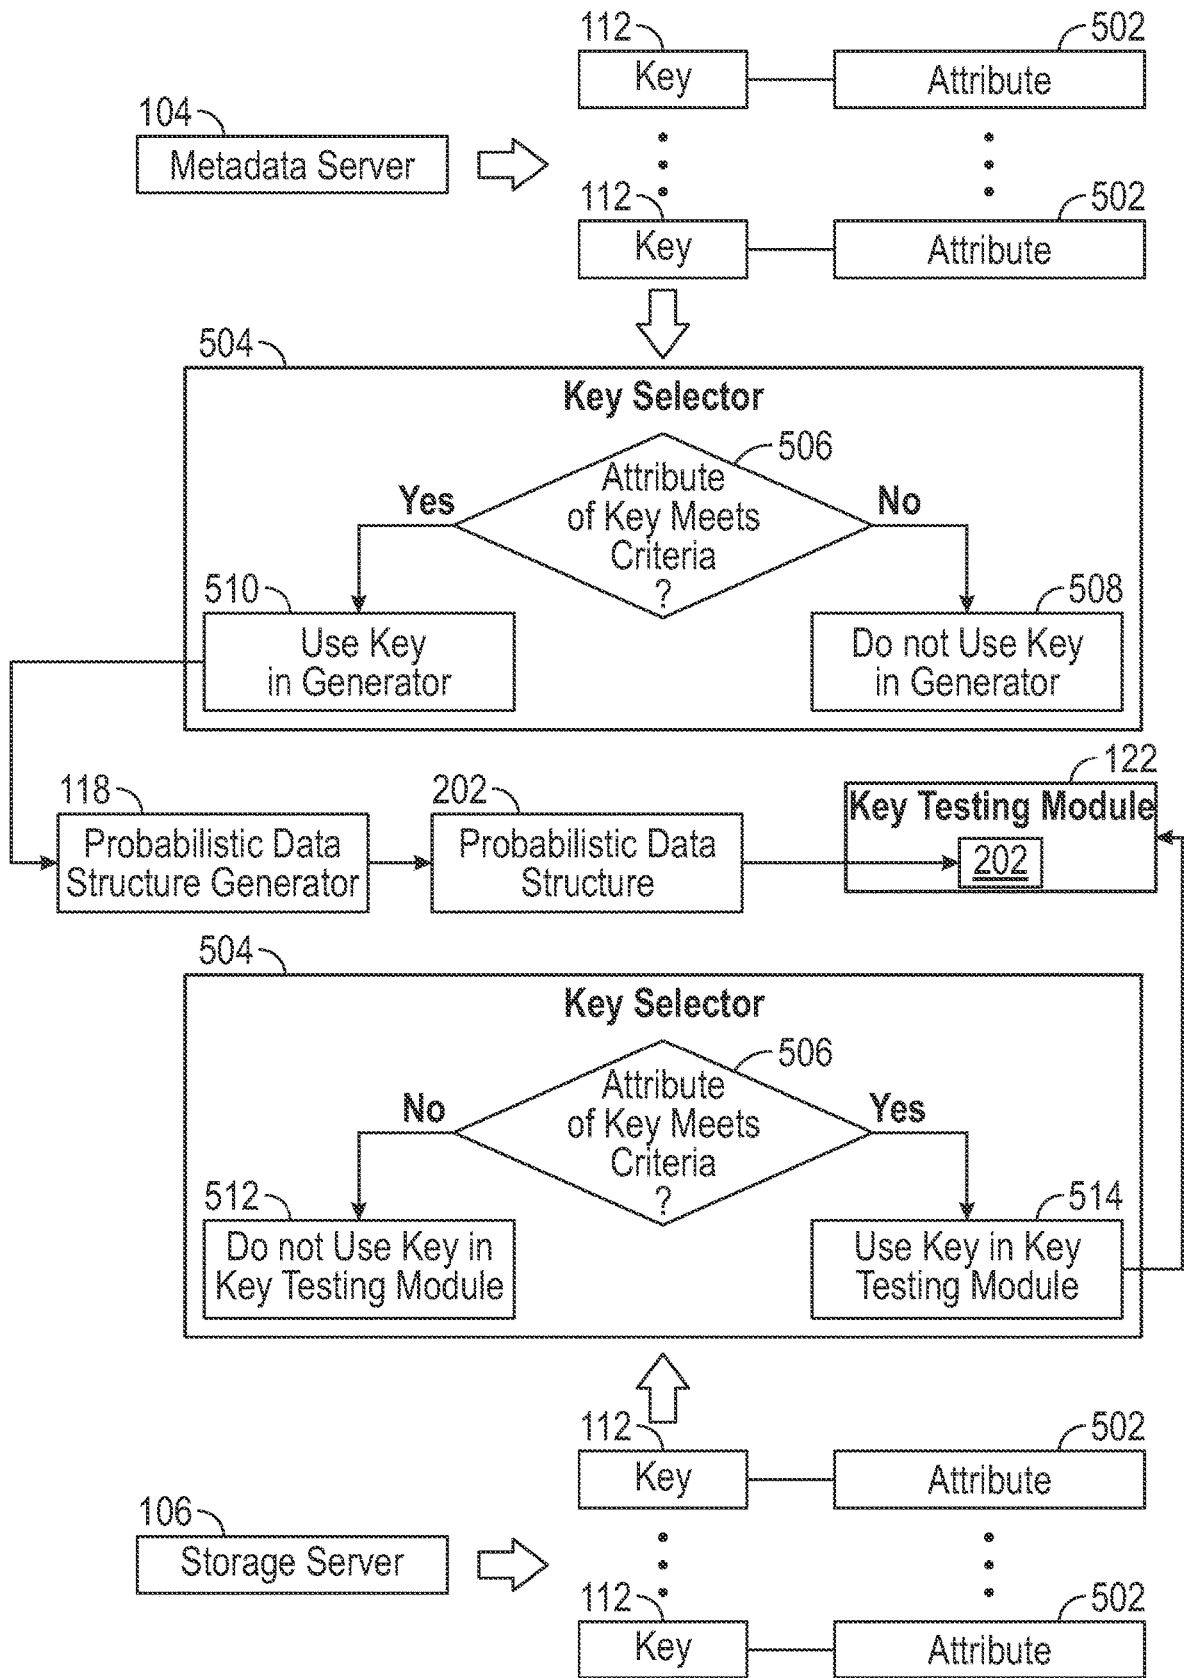 112
502
Key
Attribute
104
Metadata Server
112
502
Key
Attribute
504
Key Selector
506
Attribute
of Key Meets
Criteria
?
Yes
No
510
508
Use Key
in Generator
Do not Use Key
in Generator
122
118
202
Key Testing Module
Probabilistic Data
Structure Generator
Probabilistic Data
Structure
202
504
Key Selector
506
Attribute
of Key Meets
Criteria
?
No
Yes
512
514
Do not Use Key in
Key Testing Module
Use Key in Key
Testing Module
112
502
Key
Attribute
106
Storage Server
112
502
Key
Attribute